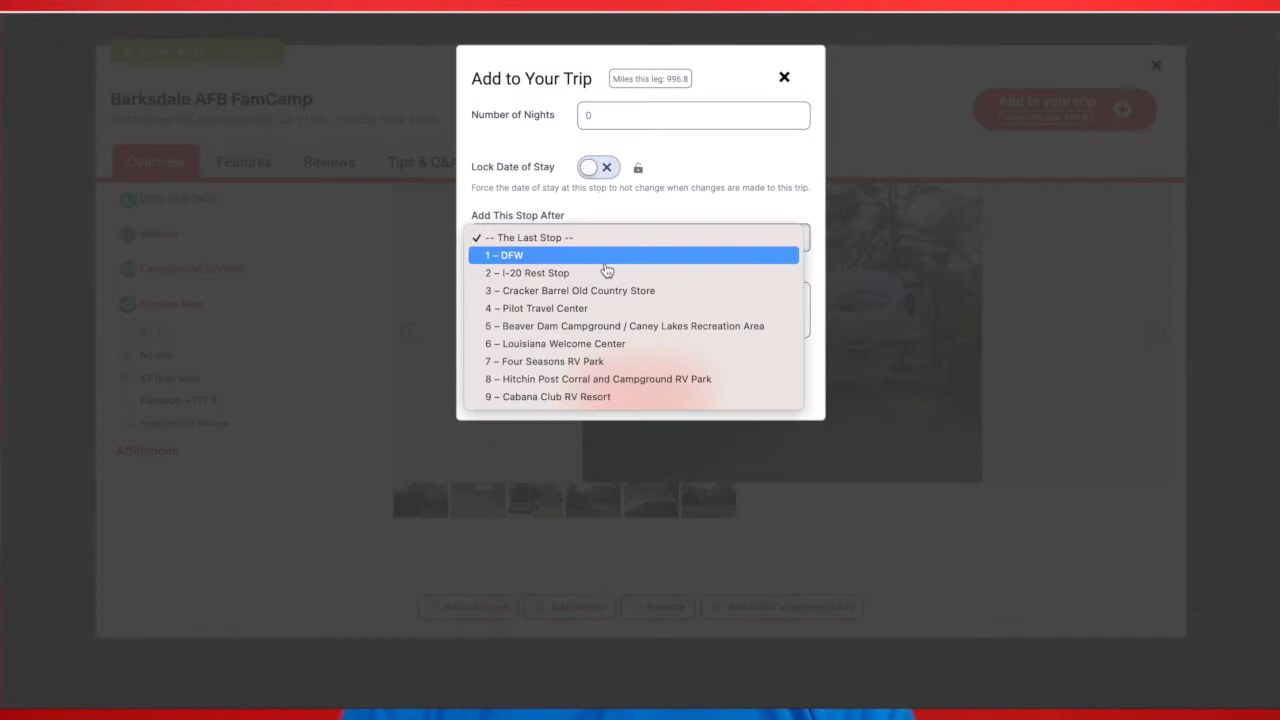 Add to Your Trip
Miles this leg: 996.8
Number of Nights
0
Lock Date of Stay
Force the date of stay at this stop to not change when changes are made to this trip.
Add This Stop After
✓ -- The Last Stop --
1 – DFW
2 – I-20 Rest Stop
3 – Cracker Barrel Old Country Store
4 – Pilot Travel Center
5 – Beaver Dam Campground / Caney Lakes Recreation Area
6 – Louisiana Welcome Center
7 – Four Seasons RV Park
8 – Hitchin Post Corral and Campground RV Park
9 – Cabana Club RV Resort
Barksdale AFB FamCamp
Add to your trip
Overview
Features
Reviews
Tips & Q&A
Address
No info
Affiliations